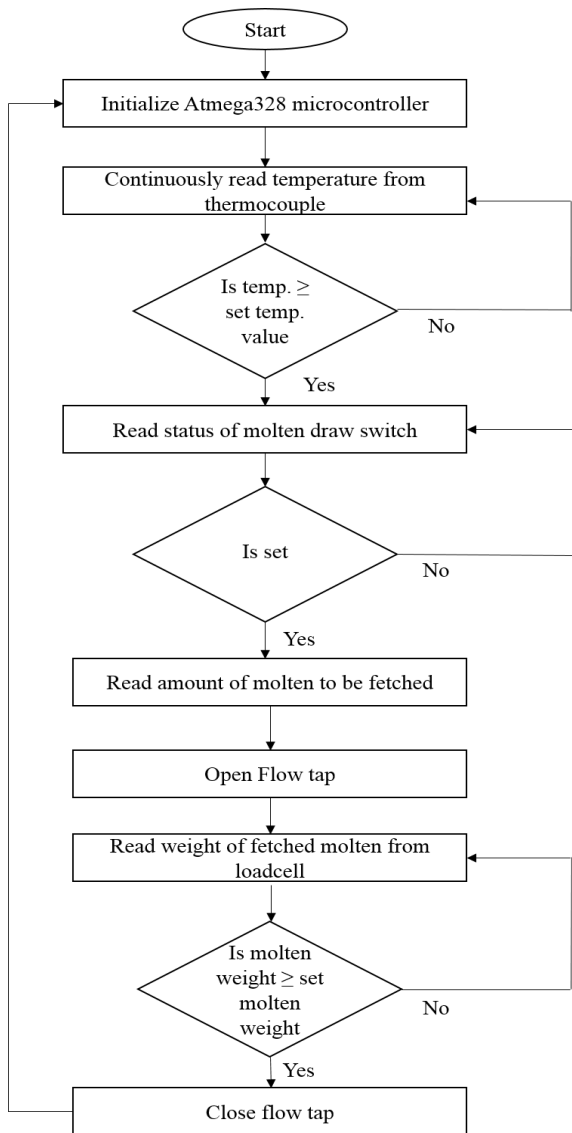 Start
Initialize Atmega328 microcontroller
Continuously read temperature from
thermocouple
Is temp. ≥
set temp.
value
No
Yes
Read status of molten draw switch
Is set
No
Yes
Read amount of molten to be fetched
Open Flow tap
Read weight of fetched molten from
loadcell
Is molten
weight ≥ set
molten
weight
No
Yes
Close flow tap